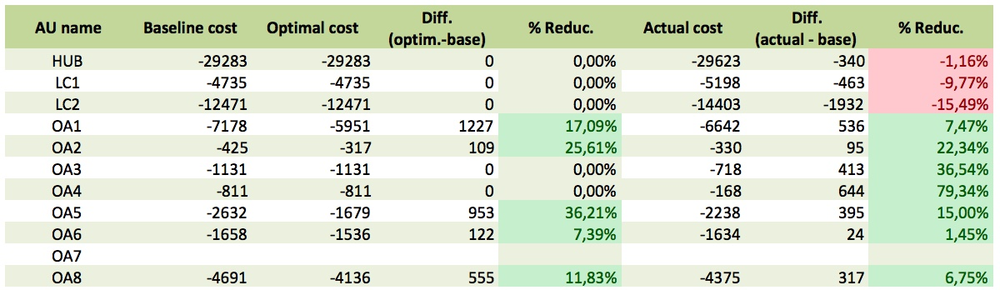 AU name Baseline cost Optimal cost Diff. (optim.-base) % Reduc. Actual cost Diff. (actual - base) % Reduc.
HUB -29283 -29283 0 0,00% -29623 -340 -1,16%
LC1 -4735 -4735 0 0,00% -5198 -463 -9,77%
LC2 -12471 -12471 0 0,00% -14403 -1932 -15,49%
OA1 -7178 -5951 1227 17,09% -6642 536 7,47%
OA2 -425 -317 109 25,61% -330 95 22,34%
OA3 -1131 -1131 0 0,00% -718 413 36,54%
OA4 -811 -811 0 0,00% -168 644 79,34%
OA5 -2632 -1679 953 36,21% -2238 395 15,00%
OA6 -1658 -1536 122 7,39% -1634 24 1,45%
OA7
OA8 -4691 -4136 555 11,83% -4375 317 6,75%